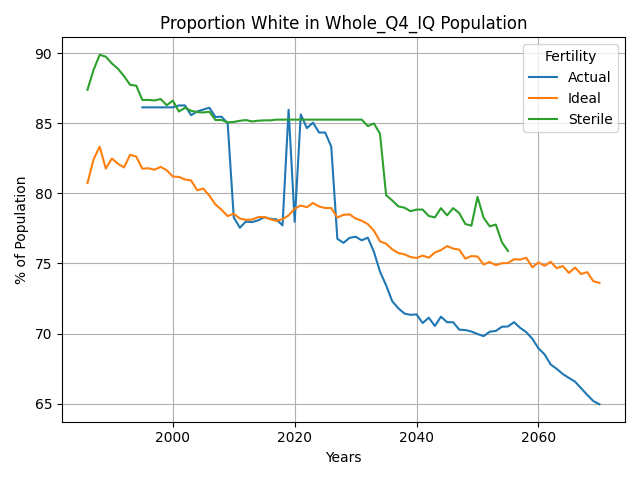 Proportion White in Whole_Q4_IQ Population
Fertility
Actual
Ideal
Sterile
% of Population
90
85
80
75
70
65
2000
2020
2040
2060
Years